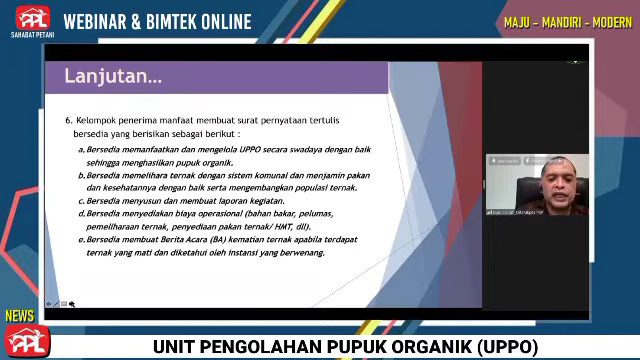 PPL
SAHABAT PETANI
WEBINAR & BIMTEK ONLINE
MAJU – MANDIRI – MODERN
Lanjutan…
6. Kelompok penerima manfaat membuat surat pernyataan tertulis
bersedia yang berisikan sebagai berikut :
a. Bersedia memanfaatkan dan mengelola UPPO secara swadaya dengan baik
sehingga menghasilkan pupuk organik.
b. Bersedia memelihara ternak dengan sistem komunal dan menjamin pakan
dan kesehatannya dengan baik serta mengembangkan populasi ternak.
c. Bersedia menyusun dan membuat laporan kegiatan.
d. Bersedia menyediakan biaya operasional (bahan bakar, pelumas,
pemeliharaan ternak, penyediaan pakan ternak/ HMT, dll).
e. Bersedia membuat Berita Acara (BA) kematian ternak apabila terdapat
ternak yang mati dan diketahui oleh instansi yang berwenang.
NEWS
PPL
UNIT PENGOLAHAN PUPUK ORGANIK (UPPO)